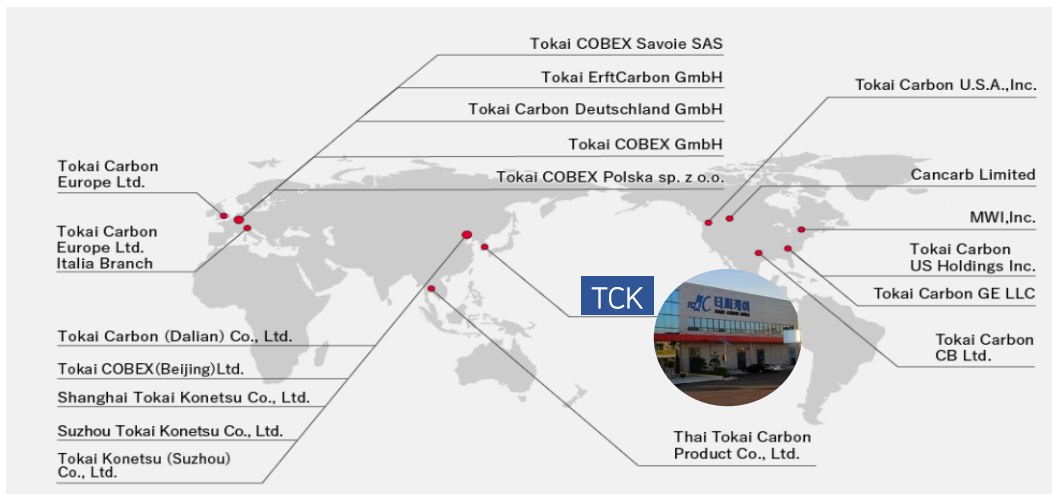 Tokai COBEX Savoie SAS
Tokai ErftCarbon GmbH
Tokai Carbon Deutschland GmbH
Tokai COBEX GmbH
Tokai COBEX Polska sp. z o.o.
Tokai Carbon U.S.A.,Inc.
Cancarb Limited
MWI,Inc.
Tokai Carbon
US Holdings Inc.
Tokai Carbon GE LLC
Tokai Carbon
CB Ltd.
Tokai Carbon
Europe Ltd.
Tokai Carbon
Europe Ltd.
Italia Branch
TCK
티씨케이
Tokai Carbon (Dalian) Co., Ltd.
Tokai COBEX(Beijing)Ltd.
Shanghai Tokai Konetsu Co., Ltd.
Suzhou Tokai Konetsu Co., Ltd.
Tokai Konetsu (Suzhou)
Co., Ltd.
Thai Tokai Carbon
Product Co., Ltd.